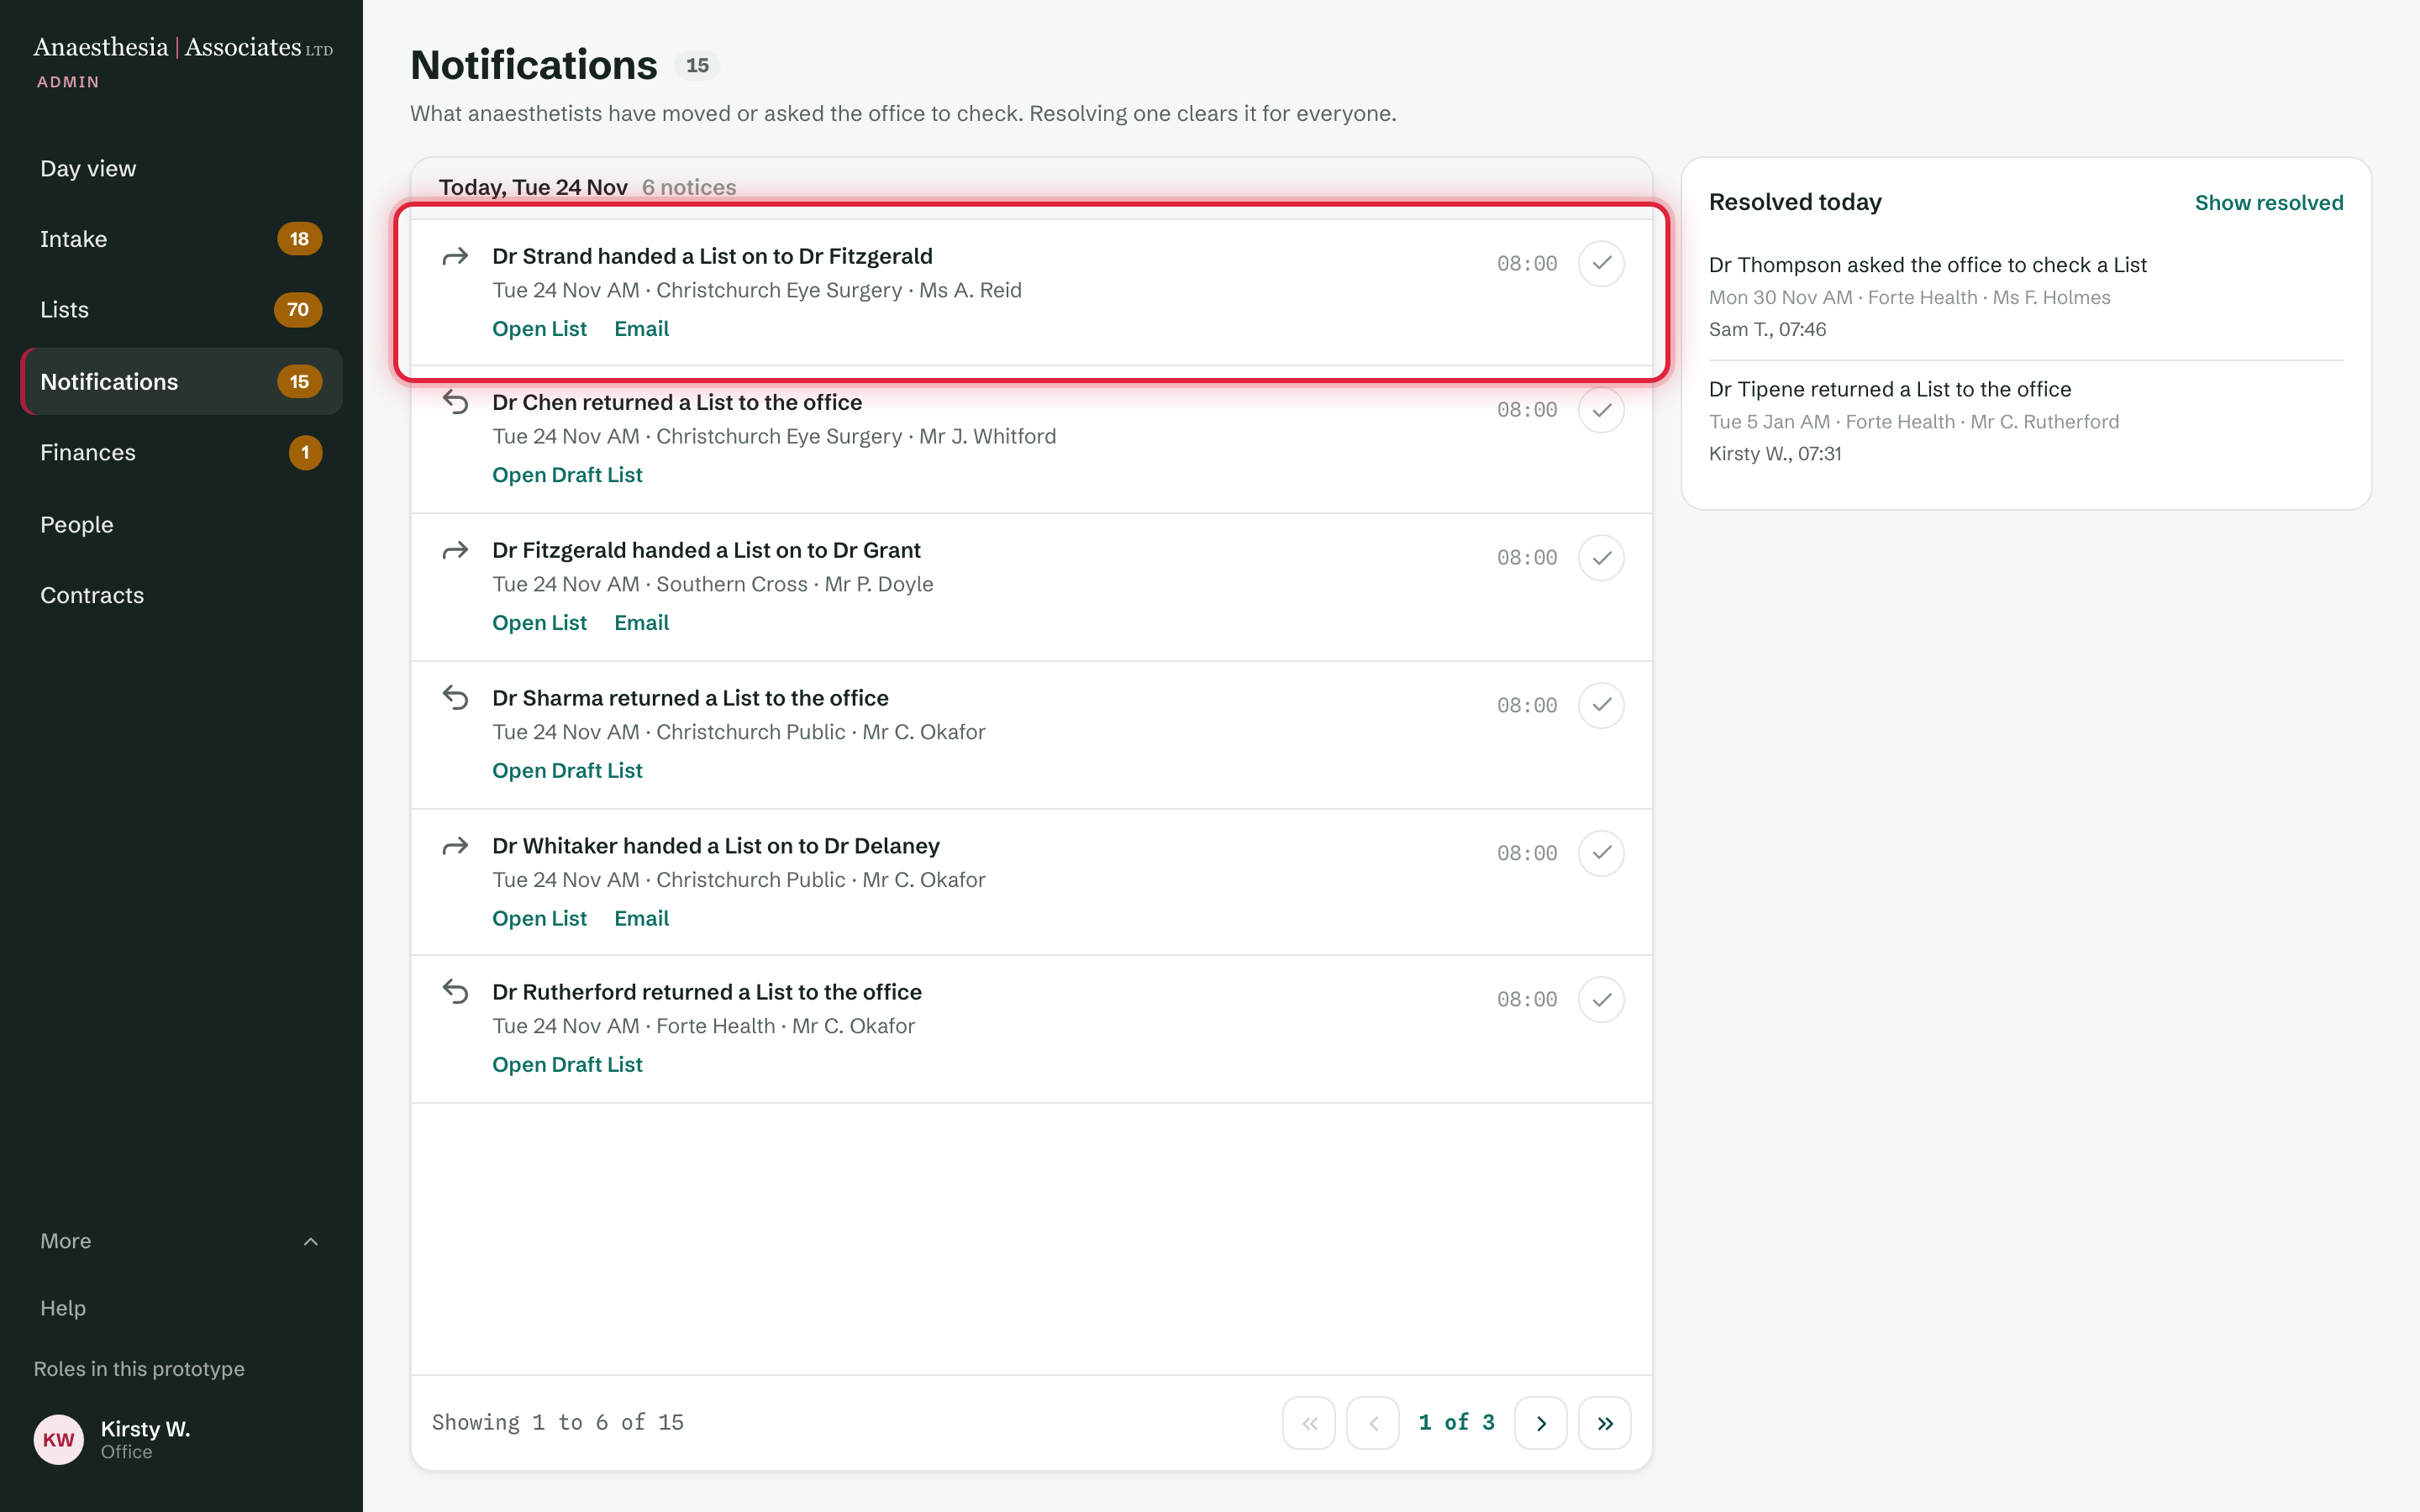 Anaesthesia | Associates LTD
ADMIN
Day view
Intake 18
Lists 70
Notifications 15
Finances 1
People
Contracts
More
Help
Roles in this prototype
KW
Kirsty W.
Office
Notifications 15
What anaesthetists have moved or asked the office to check. Resolving one clears it for everyone.
Today, Tue 24 Nov 6 notices
Dr Strand handed a List on to Dr Fitzgerald 08:00
Tue 24 Nov AM · Christchurch Eye Surgery · Ms A. Reid
Open List Email
Dr Chen returned a List to the office 08:00
Tue 24 Nov AM · Christchurch Eye Surgery · Mr J. Whitford
Open Draft List
Dr Fitzgerald handed a List on to Dr Grant 08:00
Tue 24 Nov AM · Southern Cross · Mr P. Doyle
Open List Email
Dr Sharma returned a List to the office 08:00
Tue 24 Nov AM · Christchurch Public · Mr C. Okafor
Open Draft List
Dr Whitaker handed a List on to Dr Delaney 08:00
Tue 24 Nov AM · Christchurch Public · Mr C. Okafor
Open List Email
Dr Rutherford returned a List to the office 08:00
Tue 24 Nov AM · Forte Health · Mr C. Okafor
Open Draft List
Showing 1 to 6 of 15
« ‹ 1 of 3 › »
Resolved today Show resolved
Dr Thompson asked the office to check a List
Mon 30 Nov AM · Forte Health · Ms F. Holmes
Sam T., 07:46
Dr Tipene returned a List to the office
Tue 5 Jan AM · Forte Health · Mr C. Rutherford
Kirsty W., 07:31